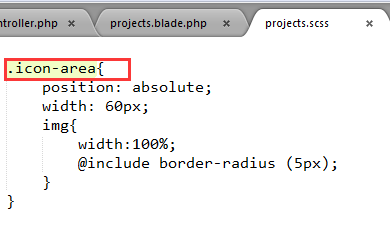 ntroller.php × projects.blade.php × projects.scss ×
.icon-area{
position: absolute;
width: 60px;
img{
width:100%;
@include border-radius (5px);
}
}